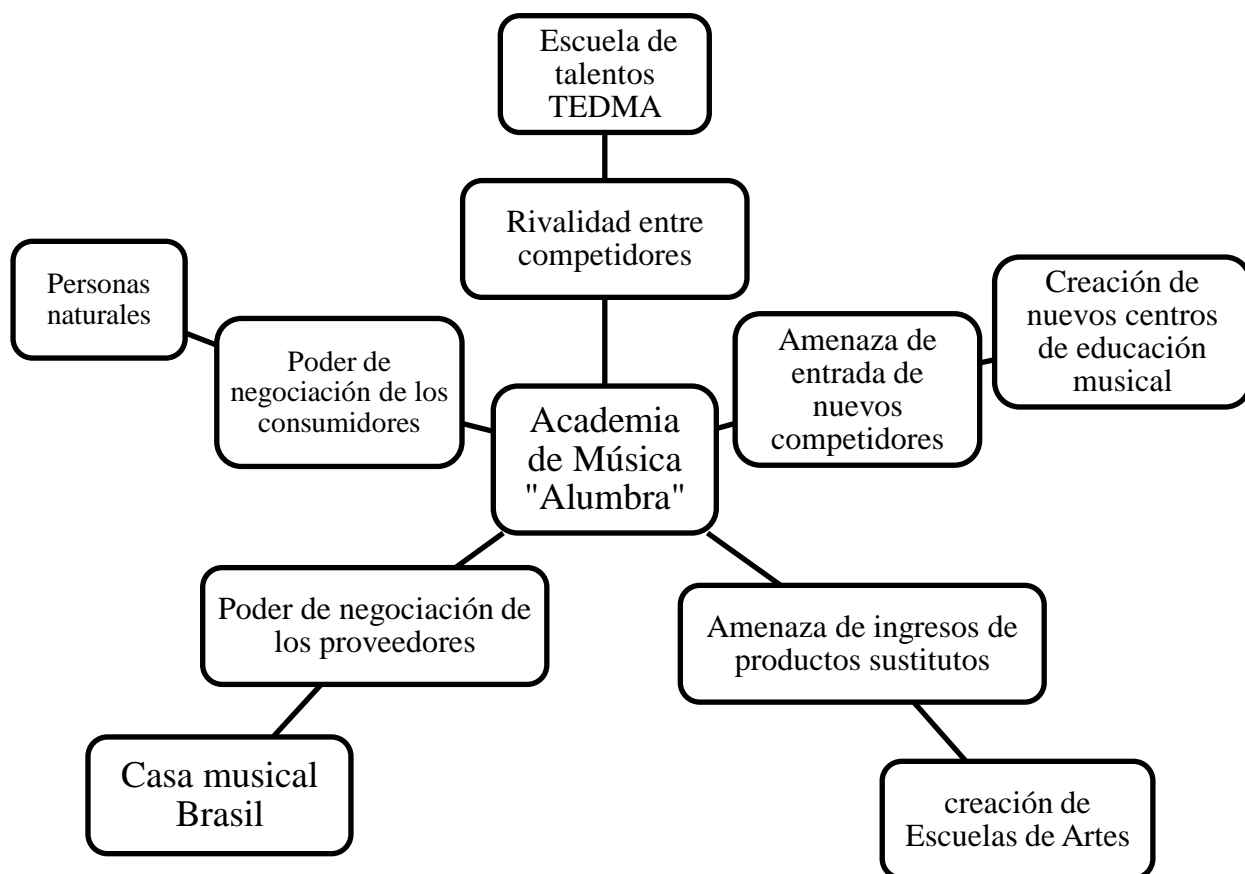 Escuela de
talentos
TEDMA
Rivalidad entre
competidores
Personas
naturales
Poder de
negociación de los
consumidores
Amenaza de
entrada de
nuevos
competidores
Creación de
nuevos centros
de educación
musical
Academia
de Música
"Alumbra"
Poder de negociación de
los proveedores
Amenaza de ingresos de
productos sustitutos
Casa musical
Brasil
creación de
Escuelas de Artes